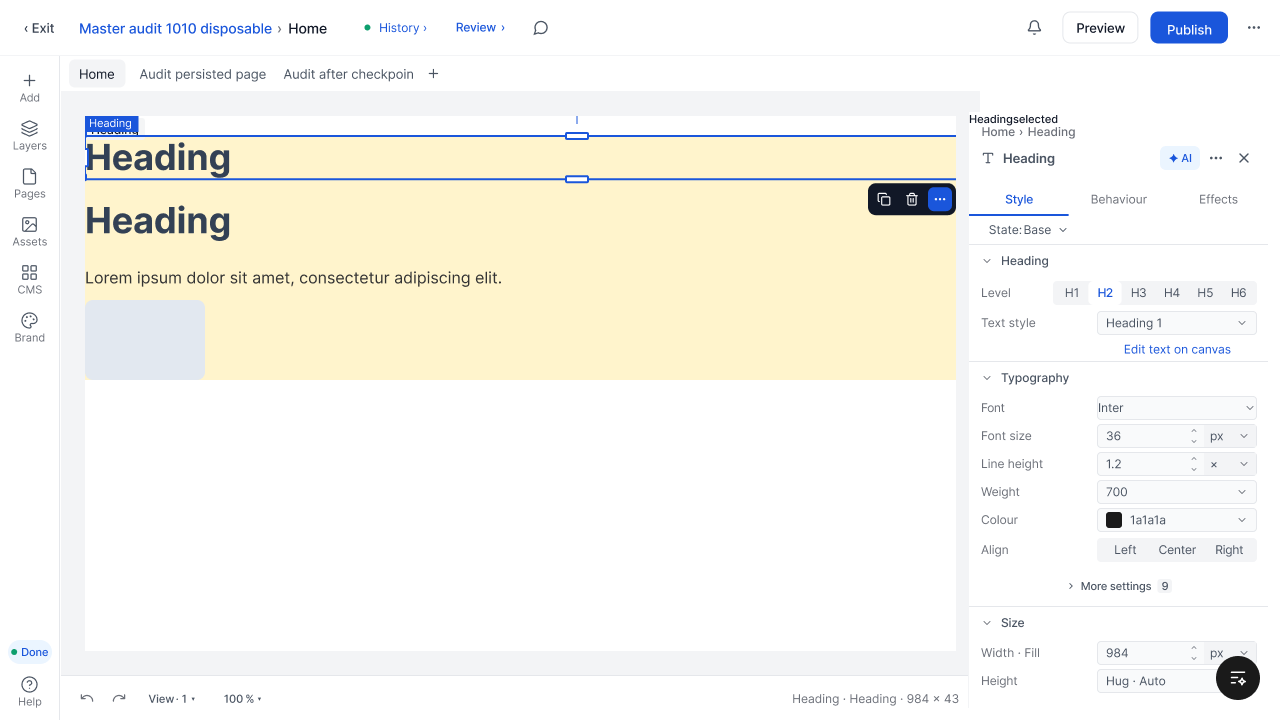 ‹ Exit
Master audit 1010 disposable › Home
History ›
Review ›
Preview
Publish
Home
Audit persisted page
Audit after checkpoin
Add
Layers
Pages
Assets
CMS
Brand
Done
Help
Heading
Heading
Heading
Heading
Lorem ipsum dolor sit amet, consectetur adipiscing elit.
View · 1
100 %
Heading · Heading · 984 × 43
Headingselected
Home › Heading
Heading
AI
Style
Behaviour
Effects
State: Base
Heading
Level
H1 H2 H3 H4 H5 H6
Text style
Heading 1
Edit text on canvas
Typography
Font
Inter
Font size
36
px
Line height
1.2
×
Weight
700
Colour
1a1a1a
Align
Left Center Right
More settings 9
Size
Width · Fill
984
px
Height
Hug · Auto